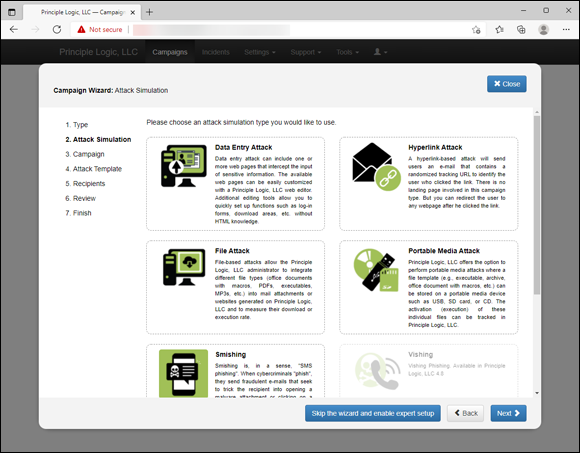 Principle Logic, LLC — Campaig
Not secure
Principle Logic, LLC Campaigns Incidents Settings Support Tools
Close
Campaign Wizard: Attack Simulation
1. Type
2. Attack Simulation
3. Campaign
4. Attack Template
5. Recipients
6. Review
7. Finish
Please choose an attack simulation type you would like to use.
Data Entry Attack
Data entry attack can include one or
more web pages that intercept the input
of sensitive information. The available
web pages can be easily customized
with a Principle Logic, LLC web editor.
Additional editing tools allow you to
quickly set up functions such as log-in
forms, download areas, etc. without
HTML knowledge.
Hyperlink Attack
A hyperlink-based attack will send
users an e-mail that contains a
randomized tracking URL to identify the
user who clicked the link. There is no
landing page involved in this campaign
type. But you can redirect the user to
any webpage after he clicked the link.
File Attack
File-based attacks allow the Principle
Logic, LLC administrator to integrate
different file types (office documents
with macros, PDFs, executables,
MP3s, etc.) into mail attachments or
websites generated on Principle Logic,
LLC and to measure their download or
execution rate.
Portable Media Attack
Principle Logic, LLC offers the option to
perform portable media attacks where a
file template (e.g., executable, archive,
office document with macros, etc.) can
be stored on a portable media device
such as USB, SD card, or CD. The
activation (execution) of these
individual files can be tracked in
Principle Logic, LLC.
Smishing
Smishing is, in a sense, "SMS
phishing". When cybercriminals "phish",
they send fraudulent e-mails that seek
to trick the recipient into opening a
malware attachment or clicking on a
Vishing
Vishing Phishing. Available in Principle
Logic, LLC 4.8
Skip the wizard and enable expert setup
Back
Next